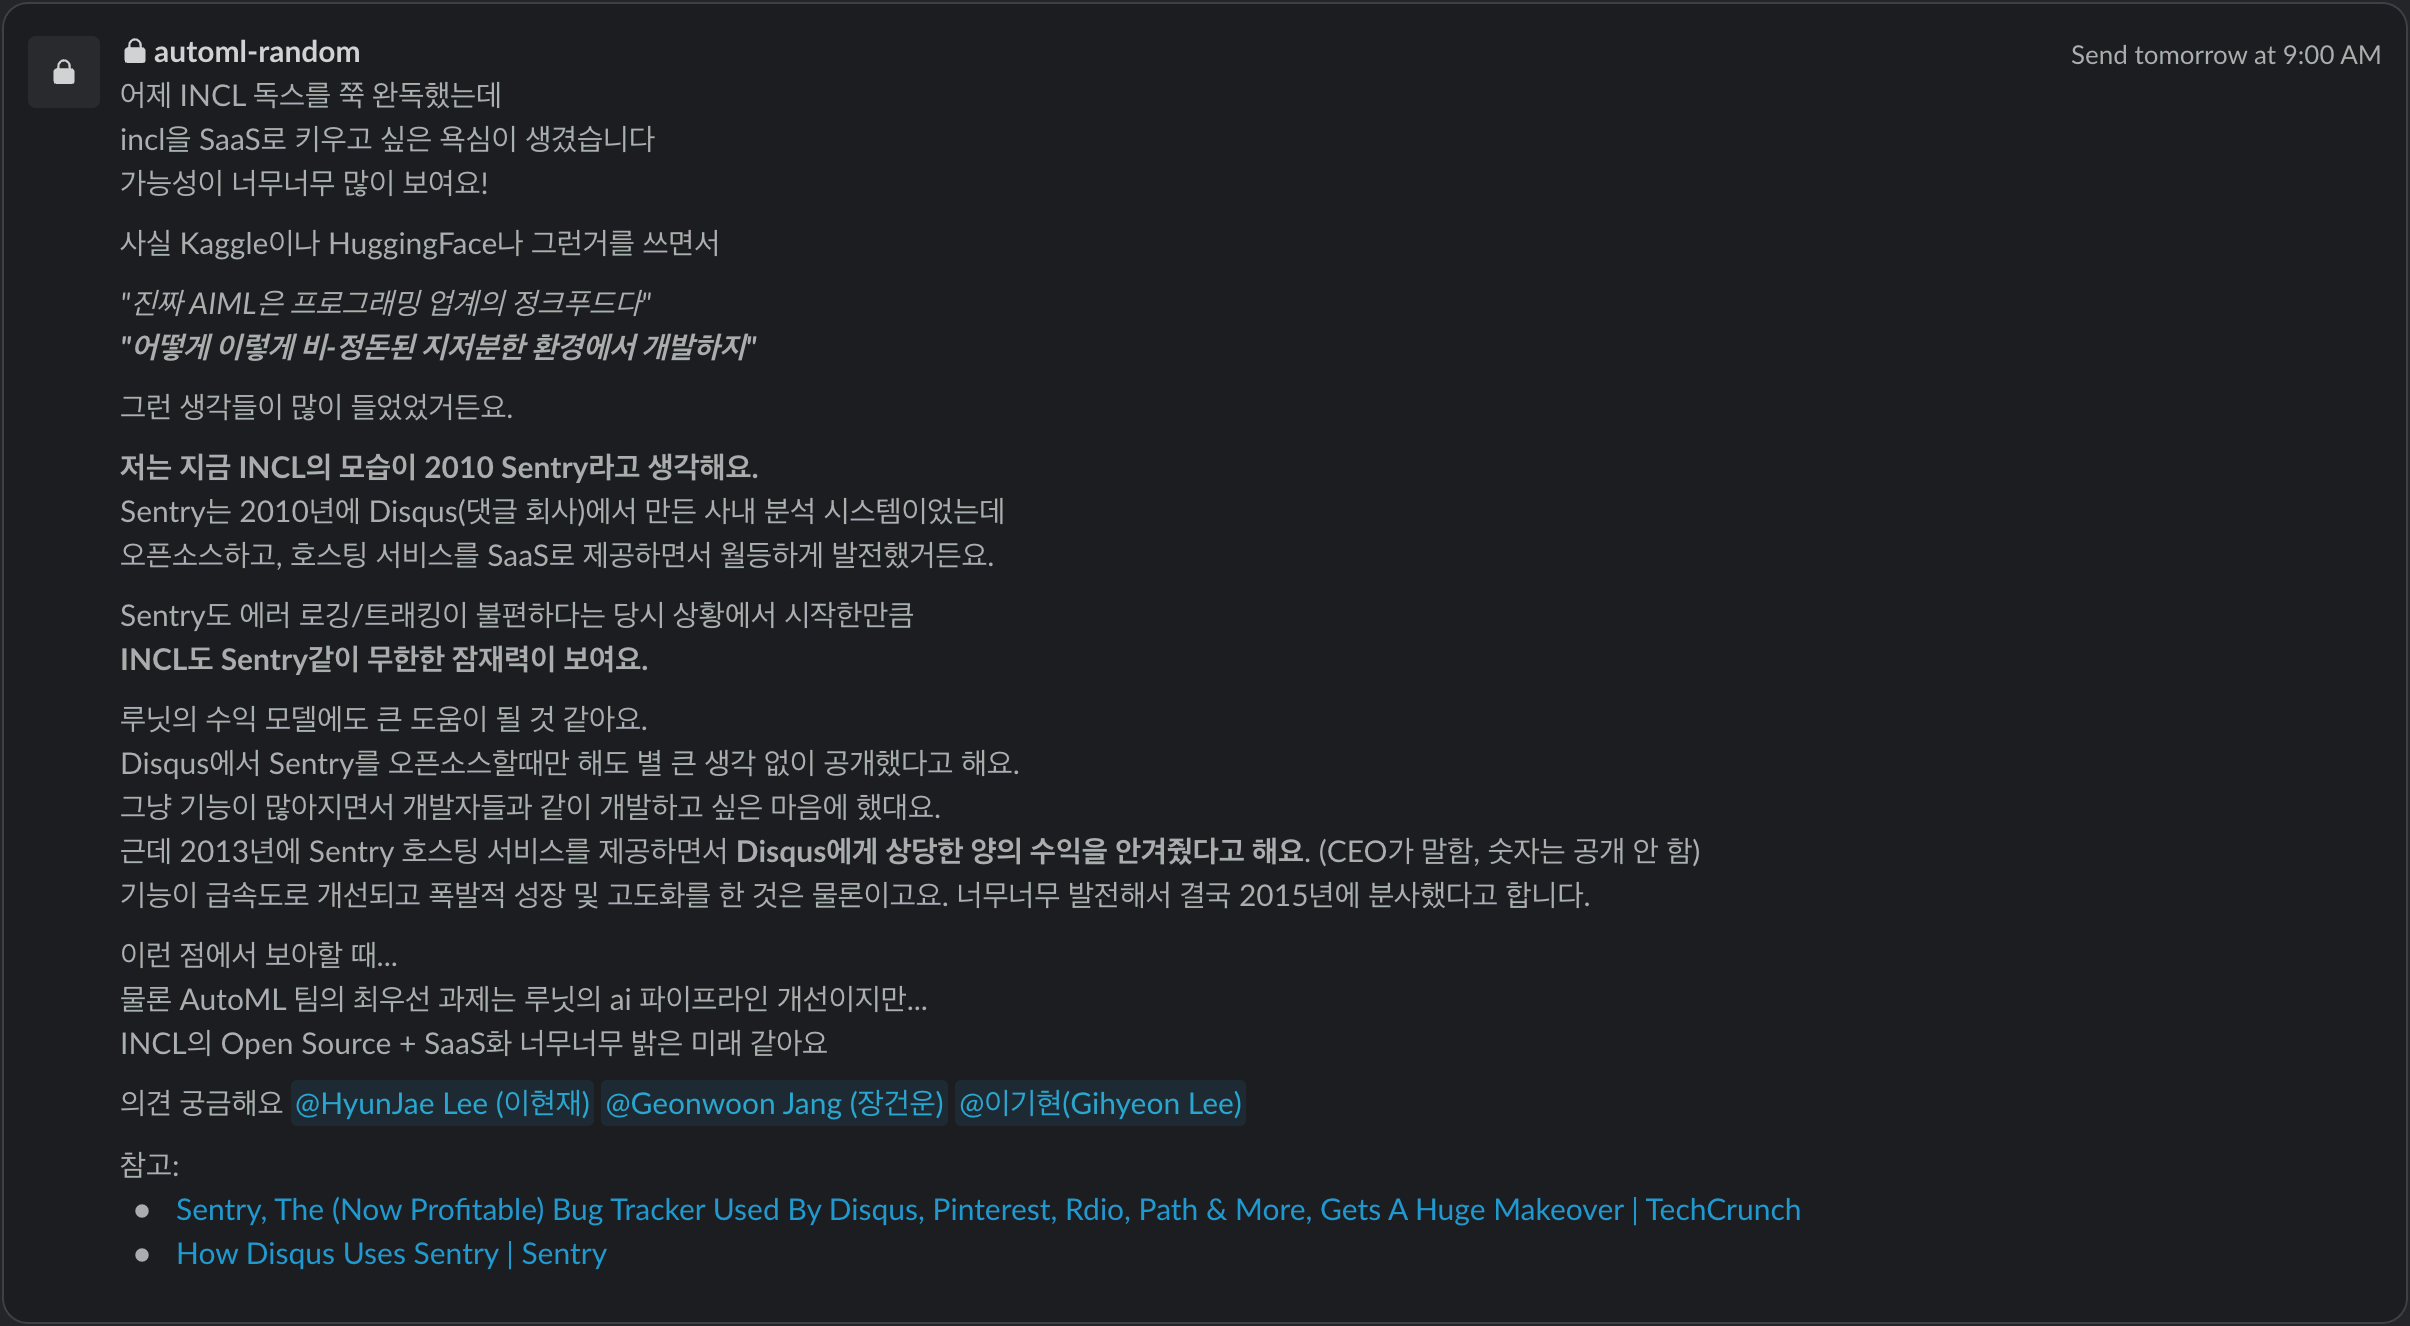 automl-random
Send tomorrow at 9:00 AM
어제 INCL 독스를 쭉 완독했는데
incl을 SaaS로 키우고 싶은 욕심이 생겼습니다
가능성이 너무너무 많이 보여요!
사실 Kaggle이나 HuggingFace나 그런거를 쓰면서
"진짜 AIML은 프로그래밍 업계의 정크푸드다"
"어떻게 이렇게 비-정돈된 지저분한 환경에서 개발하지"
그런 생각들이 많이 들었었거든요.
저는 지금 INCL의 모습이 2010 Sentry라고 생각해요.
Sentry는 2010년에 Disqus(댓글 회사)에서 만든 사내 분석 시스템이었는데
오픈소스하고, 호스팅 서비스를 SaaS로 제공하면서 월등하게 발전했거든요.
Sentry도 에러 로깅/트래킹이 불편하다는 당시 상황에서 시작한만큼
INCL도 Sentry같이 무한한 잠재력이 보여요.
루닛의 수익 모델에도 큰 도움이 될 것 같아요.
Disqus에서 Sentry를 오픈소스할때만 해도 별 큰 생각 없이 공개했다고 해요.
그냥 기능이 많아지면서 개발자들과 같이 개발하고 싶은 마음에 했대요.
근데 2013년에 Sentry 호스팅 서비스를 제공하면서 Disqus에게 상당한 양의 수익을 안겨줬다고 해요. (CEO가 말함, 숫자는 공개 안 함)
기능이 급속도로 개선되고 폭발적 성장 및 고도화를 한 것은 물론이고요. 너무너무 발전해서 결국 2015년에 분사했다고 합니다.
이런 점에서 보아할 때...
물론 AutoML 팀의 최우선 과제는 루닛의 ai 파이프라인 개선이지만...
INCL의 Open Source + SaaS화 너무너무 밝은 미래 같아요
의견 궁금해요 @HyunJae Lee (이현재) @Geonwoon Jang (장건운) @이기현(Gihyeon Lee)
참고:
● Sentry, The (Now Profitable) Bug Tracker Used By Disqus, Pinterest, Rdio, Path & More, Gets A Huge Makeover | TechCrunch
● How Disqus Uses Sentry | Sentry